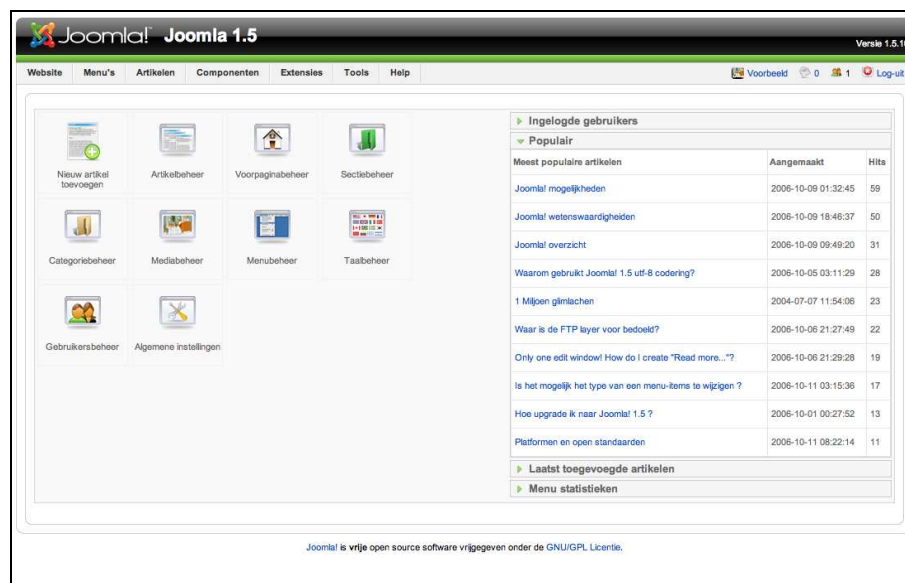 Joomla! Joomla 1.5
Versie 1.5.1
Website Menu's Artikelen Componenten Extensies Tools Help Voorbeeld 0 1 Log-uit
Nieuw artikel toevoegen
Artikelbeheer
Voorpaginabeheer
Sectiebeheer
Categoriebeheer
Mediabeheer
Menubeheer
Taalbeheer
Gebruikersbeheer
Algemene instellingen
Ingelogde gebruikers
Populair
Meest populaire artikelen Aangemaakt Hits
Joomla! mogelijkheden 2006-10-09 01:32:45 59
Joomla! wetenswaardigheiden 2006-10-09 18:46:37 50
Joomla! overzicht 2006-10-09 09:49:20 31
Waarom gebruikt Joomla! 1.5 utf-8 codering? 2006-10-05 03:11:29 28
1 Miljoen glimlachen 2004-07-07 11:54:06 23
Waar is de FTP layer voor bedoeld? 2006-10-06 21:27:49 22
Only one edit window! How do I create "Read more..."? 2006-10-06 21:29:28 19
Is het mogelijk het type van een menu-items te wijzigen ? 2006-10-11 03:15:36 17
Hoe upgrade ik naar Joomla! 1.5 ? 2006-10-01 00:27:52 13
Platformen en open standaarden 2006-10-11 08:22:14 11
Laatst toegevoegde artikelen
Menu statistieken
Joomla! is vrije open source software vrijgegeven onder de GNU/GPL Licentie.